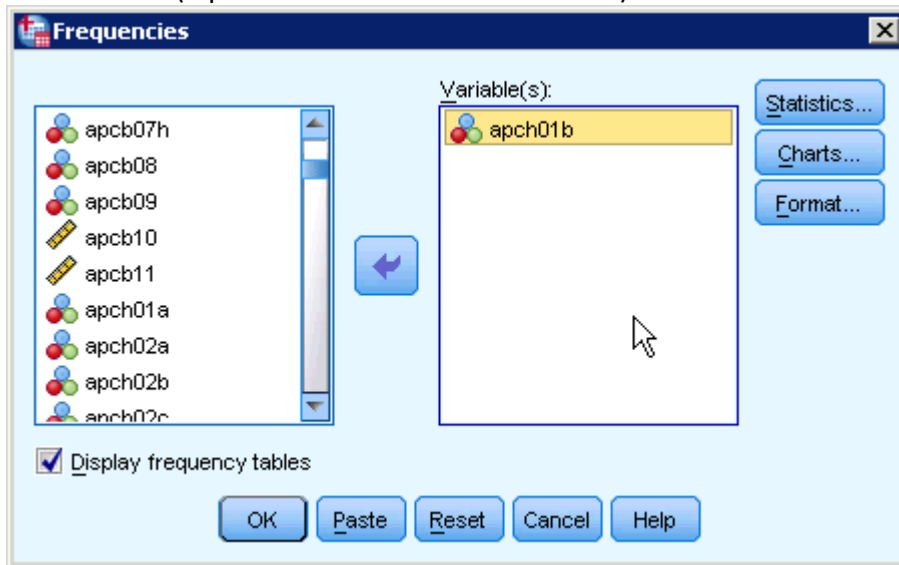 Frequencies
Variable(s):
apcb07h
apcb08
apcb09
apcb10
apcb11
apch01a
apch02a
apch02b
apch02c
apch01b
Statistics...
Charts...
Format...
Display frequency tables
OK
Paste
Reset
Cancel
Help